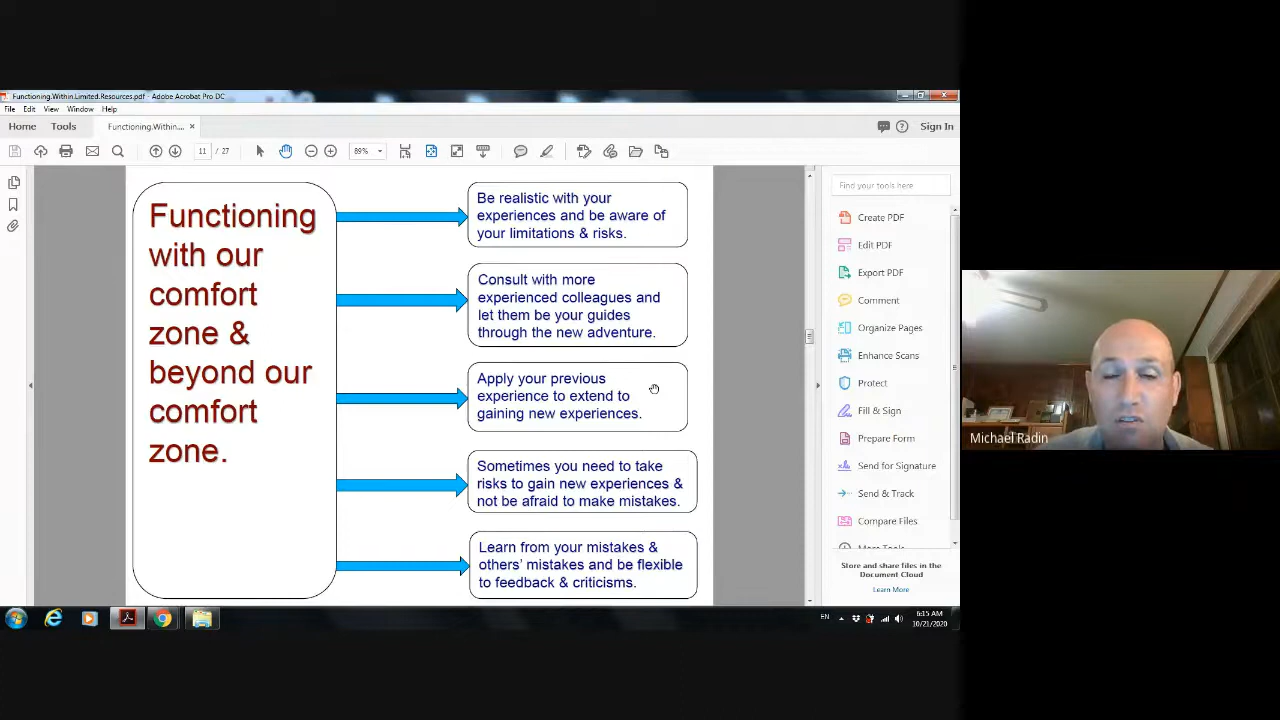 Functioning.Within.Limited.Resources.pdf - Adobe Acrobat Pro DC
File Edit View Window Help
Home Tools Functioning.Within.... ×
Sign In
11 / 27
89%
Functioning
with our
comfort
zone &
beyond our
comfort
zone.
Be realistic with your
experiences and be aware of
your limitations & risks.
Consult with more
experienced colleagues and
let them be your guides
through the new adventure.
Apply your previous
experience to extend to
gaining new experiences.
Sometimes you need to take
risks to gain new experiences &
not be afraid to make mistakes.
Learn from your mistakes &
others' mistakes and be flexible
to feedback & criticisms.
Find your tools here
Create PDF
Edit PDF
Export PDF
Comment
Organize Pages
Enhance Scans
Protect
Fill & Sign
Prepare Form
Send for Signature
Send & Track
Compare Files
More Tools
Store and share files in the
Document Cloud
Learn More
Michael Radin
EN
6:15 AM
10/21/2020